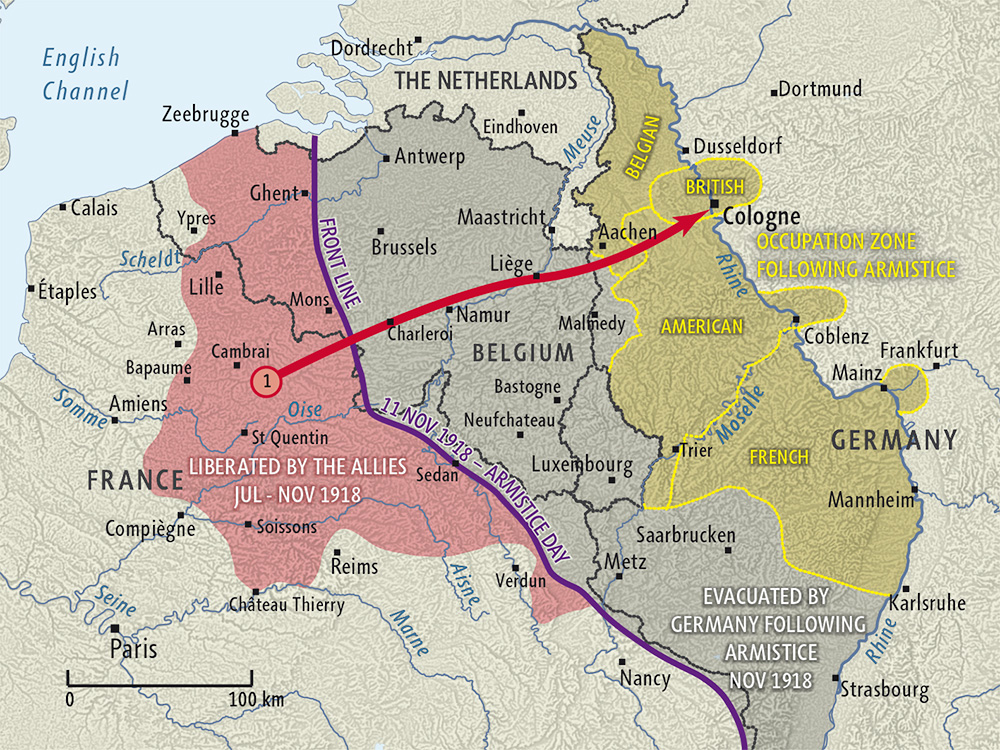 English
Channel
Dordrecht
THE NETHERLANDS
Dortmund
Zeebrugge
Eindhoven
Meuse
Antwerp
BELGIAN
Dusseldorf
Ghent
BRITISH
Calais
Ypres
Maastricht
Cologne
Scheldt
FRONT LINE
Brussels
Aachen
OCCUPATION ZONE
FOLLOWING ARMISTICE
Liège
Rhine
Étaples
Lille
Mons
Namur
Malmedy
AMERICAN
Arras
Charleroi
Coblenz
Cambrai
BELGIUM
Frankfurt
Bapaume
1
Mainz
Bastogne
Somme
Amiens
Oise
Neufchateau
Moselle
St Quentin
11 NOV 1918 – ARMISTICE DAY
GERMANY
Trier
FRENCH
LIBERATED BY THE ALLIES
JUL - NOV 1918
Sedan
Luxembourg
FRANCE
Mannheim
Compiègne
Soissons
Saarbrucken
Reims
Metz
Aisne
Verdun
Seine
Château Thierry
EVACUATED BY
GERMANY FOLLOWING
ARMISTICE
NOV 1918
Karlsruhe
Marne
Rhine
Paris
Nancy
Strasbourg
0
100 km